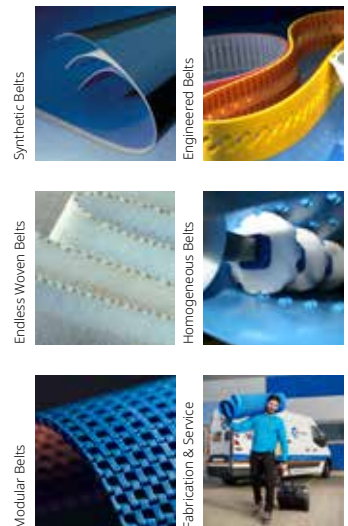 Synthetic Belts
Engineered Belts
Endless Woven Belts
Homogeneous Belts
Modular Belts
Fabrication & Service